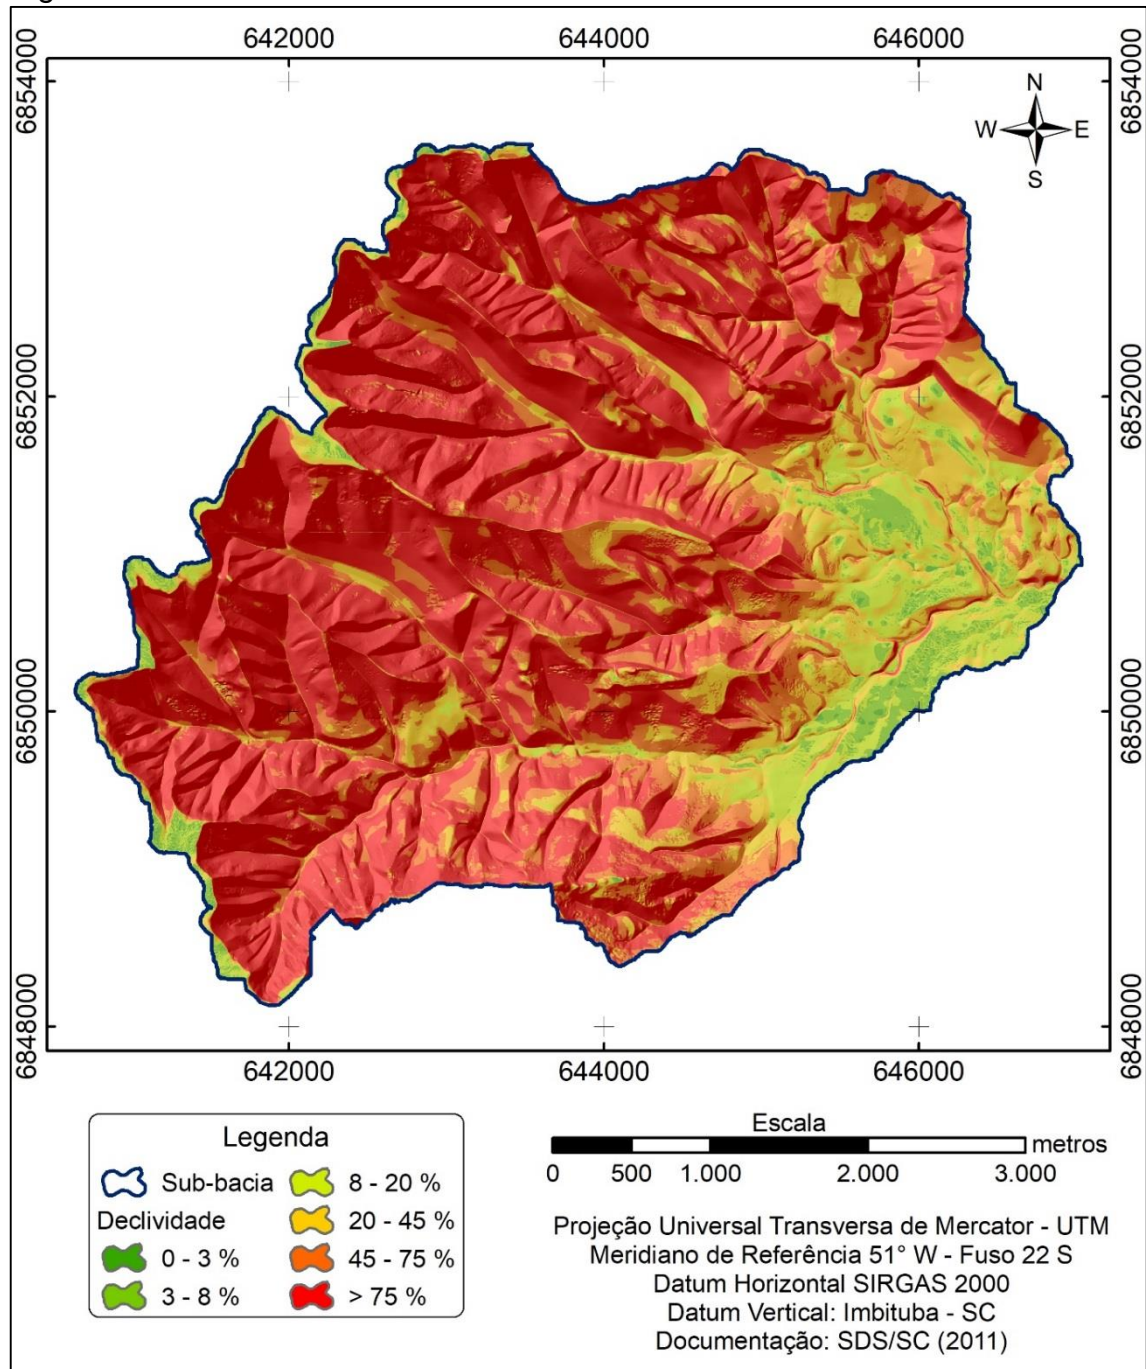 642000 644000 646000
6854000 6854000
N
W E
S
6852000 6852000
6850000 6850000
6848000 6848000
642000 644000 646000
Legenda
Sub-bacia
Declividade
0 - 3 %
3 - 8 %
8 - 20 %
20 - 45 %
45 - 75 %
> 75 %
Escala
metros
0 500 1.000 2.000 3.000
Projeção Universal Transversa de Mercator - UTM
Meridiano de Referência 51° W - Fuso 22 S
Datum Horizontal SIRGAS 2000
Datum Vertical: Imbituba - SC
Documentação: SDS/SC (2011)